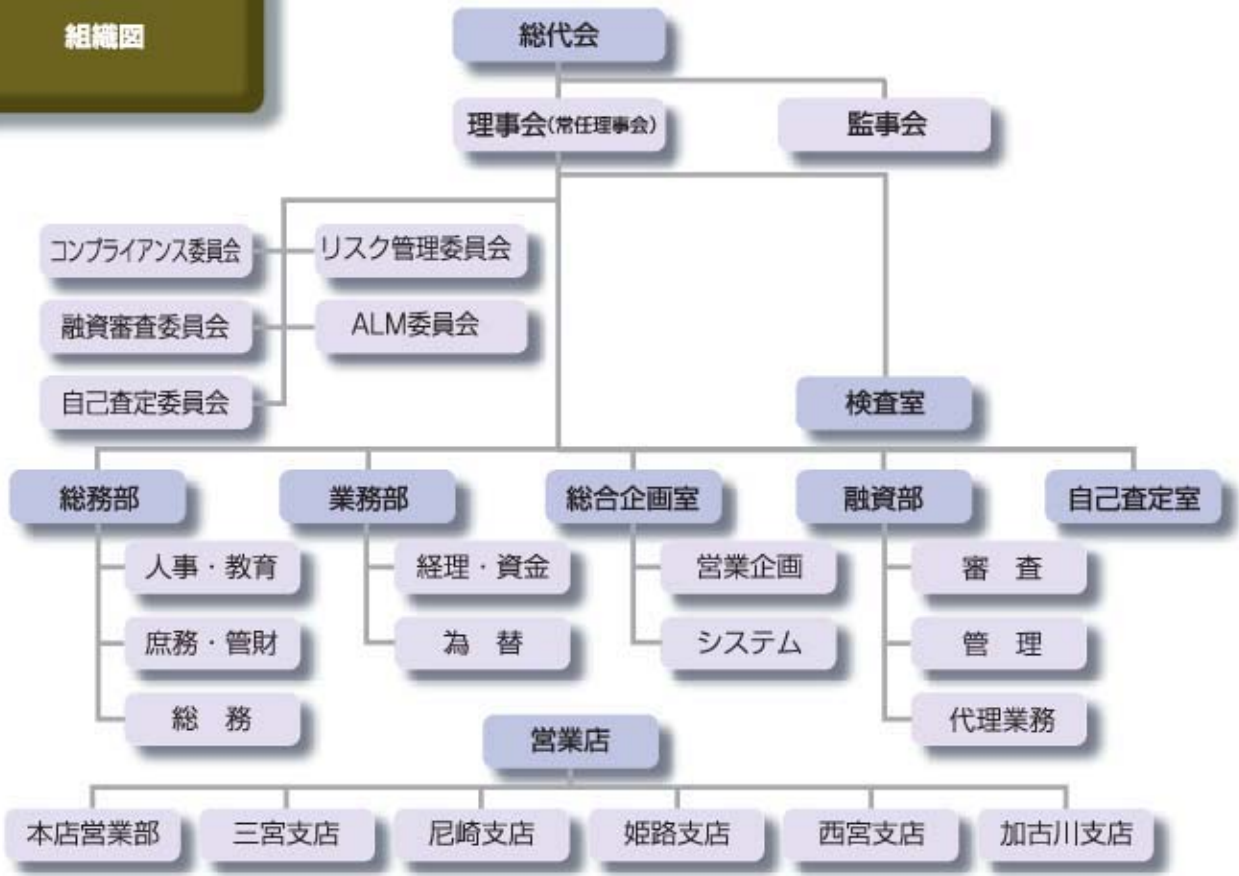 組織図
総代会
理事会(常任理事会)
監事会
コンプライアンス委員会
リスク管理委員会
融資審査委員会
ALM委員会
自己査定委員会
検査室
総務部
業務部
総合企画室
融資部
自己査定室
人事・教育
経理・資金
営業企画
審　査
庶務・管財
為　替
システム
管　理
総　務
代理業務
営業店
本店営業部
三宮支店
尼崎支店
姫路支店
西宮支店
加古川支店